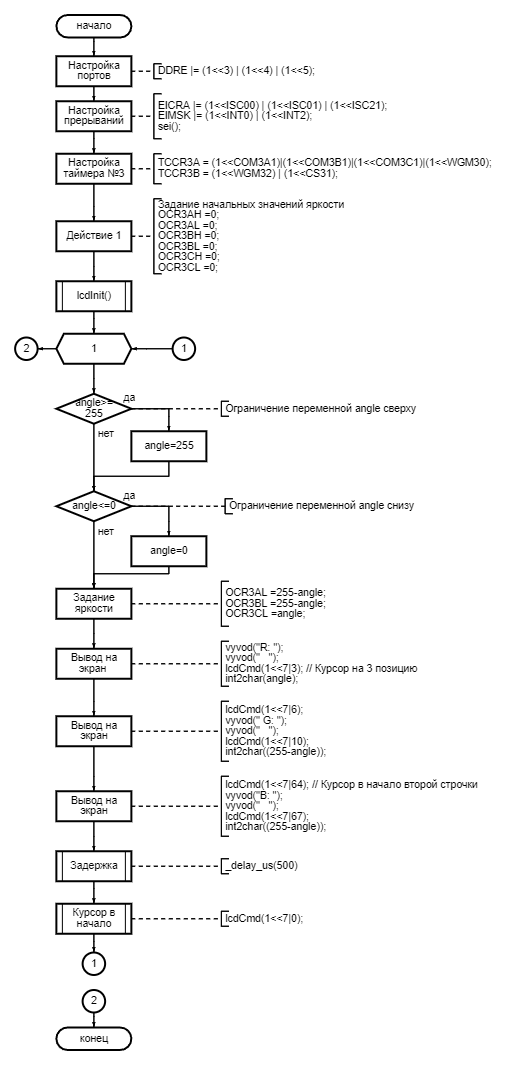 начало
Настройка
портов
DDRE |= (1<<3) | (1<<4) | (1<<5);
Настройка
прерываний
EICRA |= (1<<ISC00) | (1<<ISC01) | (1<<ISC21);
EIMSK |= (1<<INT0) | (1<<INT2);
sei();
Настройка
таймера №3
TCCR3A = (1<<COM3A1)|(1<<COM3B1)|(1<<COM3C1)|(1<<WGM30);
TCCR3B = (1<<WGM32) | (1<<CS31);
Действие 1
Задание начальных значений яркости
OCR3AH =0;
OCR3AL =0;
OCR3BH =0;
OCR3BL =0;
OCR3CH =0;
OCR3CL =0;
lcdInit()
2
1
1
angle>=
255
да
нет
Ограничение переменной angle сверху
angle=255
angle<=0
да
нет
Ограничение переменной angle снизу
angle=0
Задание
яркости
OCR3AL =255-angle;
OCR3BL =255-angle;
OCR3CL =angle;
Вывод на
экран
vyvod("R: ");
vyvod("   ");
lcdCmd(1<<7|3); // Курсор на 3 позицию
int2char(angle);
Вывод на
экран
lcdCmd(1<<7|6);
vyvod(" G: ");
vyvod("   ");
lcdCmd(1<<7|10);
int2char((255-angle));
Вывод на
экран
lcdCmd(1<<7|64); // Курсор в начало второй строчки
vyvod("B: ");
vyvod("   ");
lcdCmd(1<<7|67);
int2char((255-angle));
Задержка
_delay_us(500)
Курсор в
начало
lcdCmd(1<<7|0);
1
2
конец